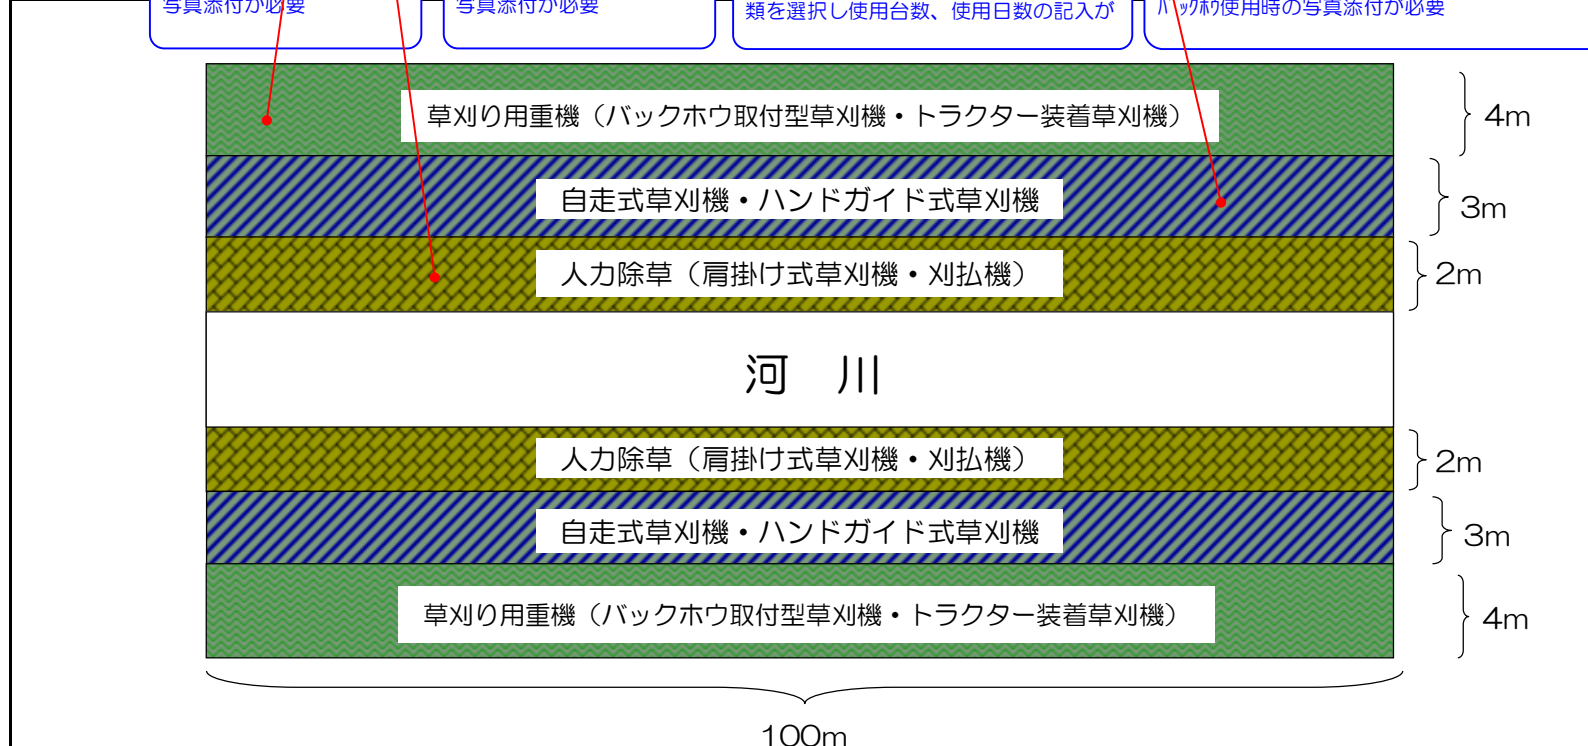 写真添付が必要
写真添付が必要
類を選択し使用台数、使用日数の記入が
ﾊﾞｯｸﾎｳ使用時の写真添付が必要
草刈り用重機（バックホウ取付型草刈機・トラクター装着草刈機）
4m
自走式草刈機・ハンドガイド式草刈機
3m
人力除草（肩掛け式草刈機・刈払機）
2m
河　川
人力除草（肩掛け式草刈機・刈払機）
2m
自走式草刈機・ハンドガイド式草刈機
3m
草刈り用重機（バックホウ取付型草刈機・トラクター装着草刈機）
4m
100m